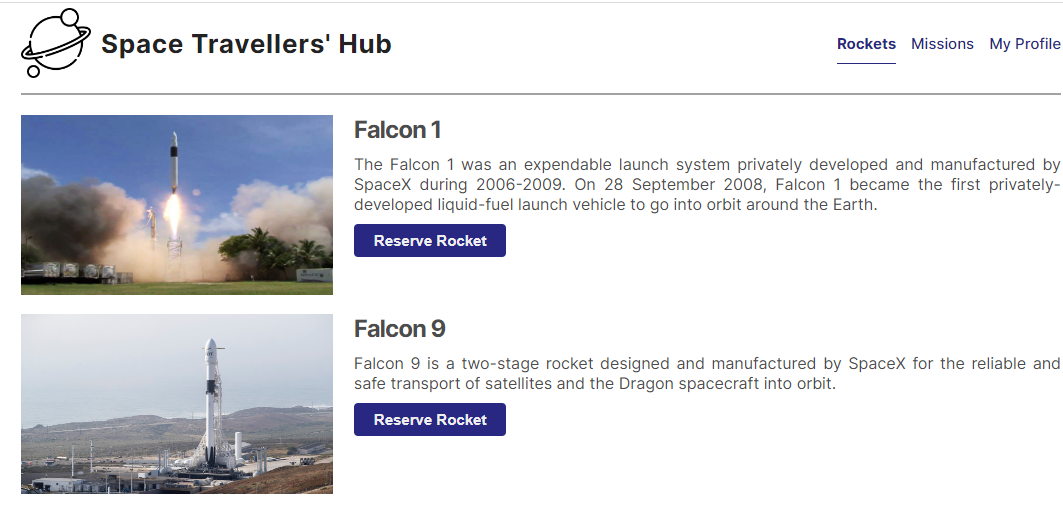 Space Travellers' Hub
Rockets Missions My Profile
Falcon 1
The Falcon 1 was an expendable launch system privately developed and manufactured by
SpaceX during 2006-2009. On 28 September 2008, Falcon 1 became the first privately-
developed liquid-fuel launch vehicle to go into orbit around the Earth.
Reserve Rocket
Falcon 9
Falcon 9 is a two-stage rocket designed and manufactured by SpaceX for the reliable and
safe transport of satellites and the Dragon spacecraft into orbit.
Reserve Rocket